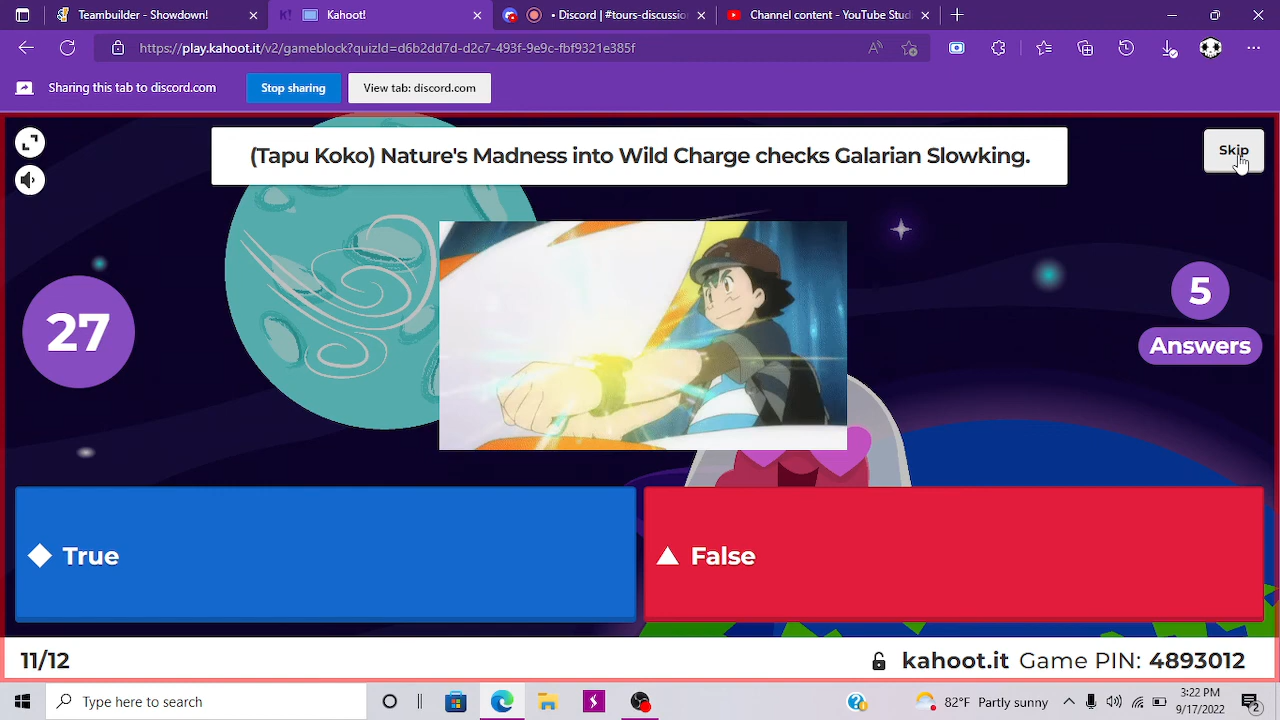 Teambuilder - Showdown!
Kahoot!
• Discord | #tours-discussion
Channel content - YouTube Stud
https://play.kahoot.it/v2/gameblock?quizId=d6b2dd7d-d2c7-493f-9e9c-fbf9321e385f
Sharing this tab to discord.com
Stop sharing
View tab: discord.com
(Tapu Koko) Nature's Madness into Wild Charge checks Galarian Slowking.
Skip
27
5
Answers
True
False
11/12
kahoot.it Game PIN: 4893012
Type here to search
82°F Partly sunny
3:22 PM
9/17/2022
2